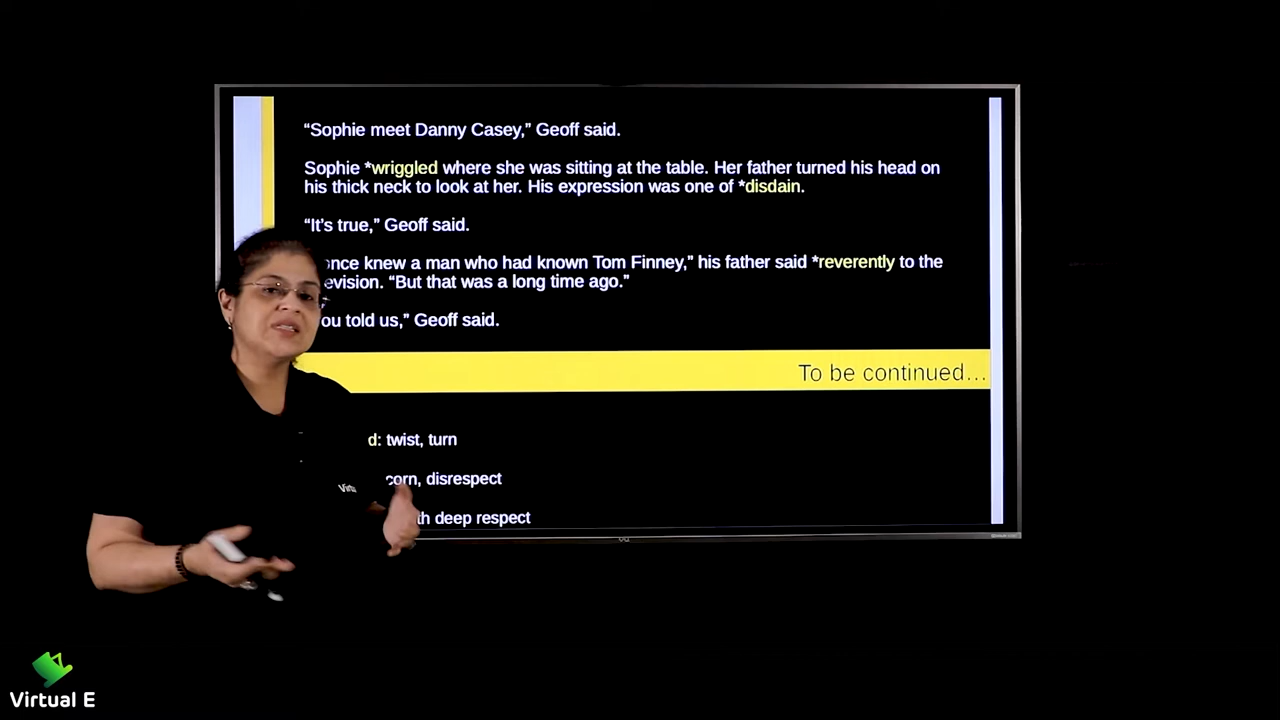 “Sophie meet Danny Casey,” Geoff said.
Sophie *wriggled where she was sitting at the table. Her father turned his head on
his thick neck to look at her. His expression was one of *disdain.
“It’s true,” Geoff said.
once knew a man who had known Tom Finney,” his father said *reverently to the
evision. “But that was a long time ago.”
ou told us,” Geoff said.
To be continued...
d: twist, turn
corn, disrespect
th deep respect
Virtu
Virtual E